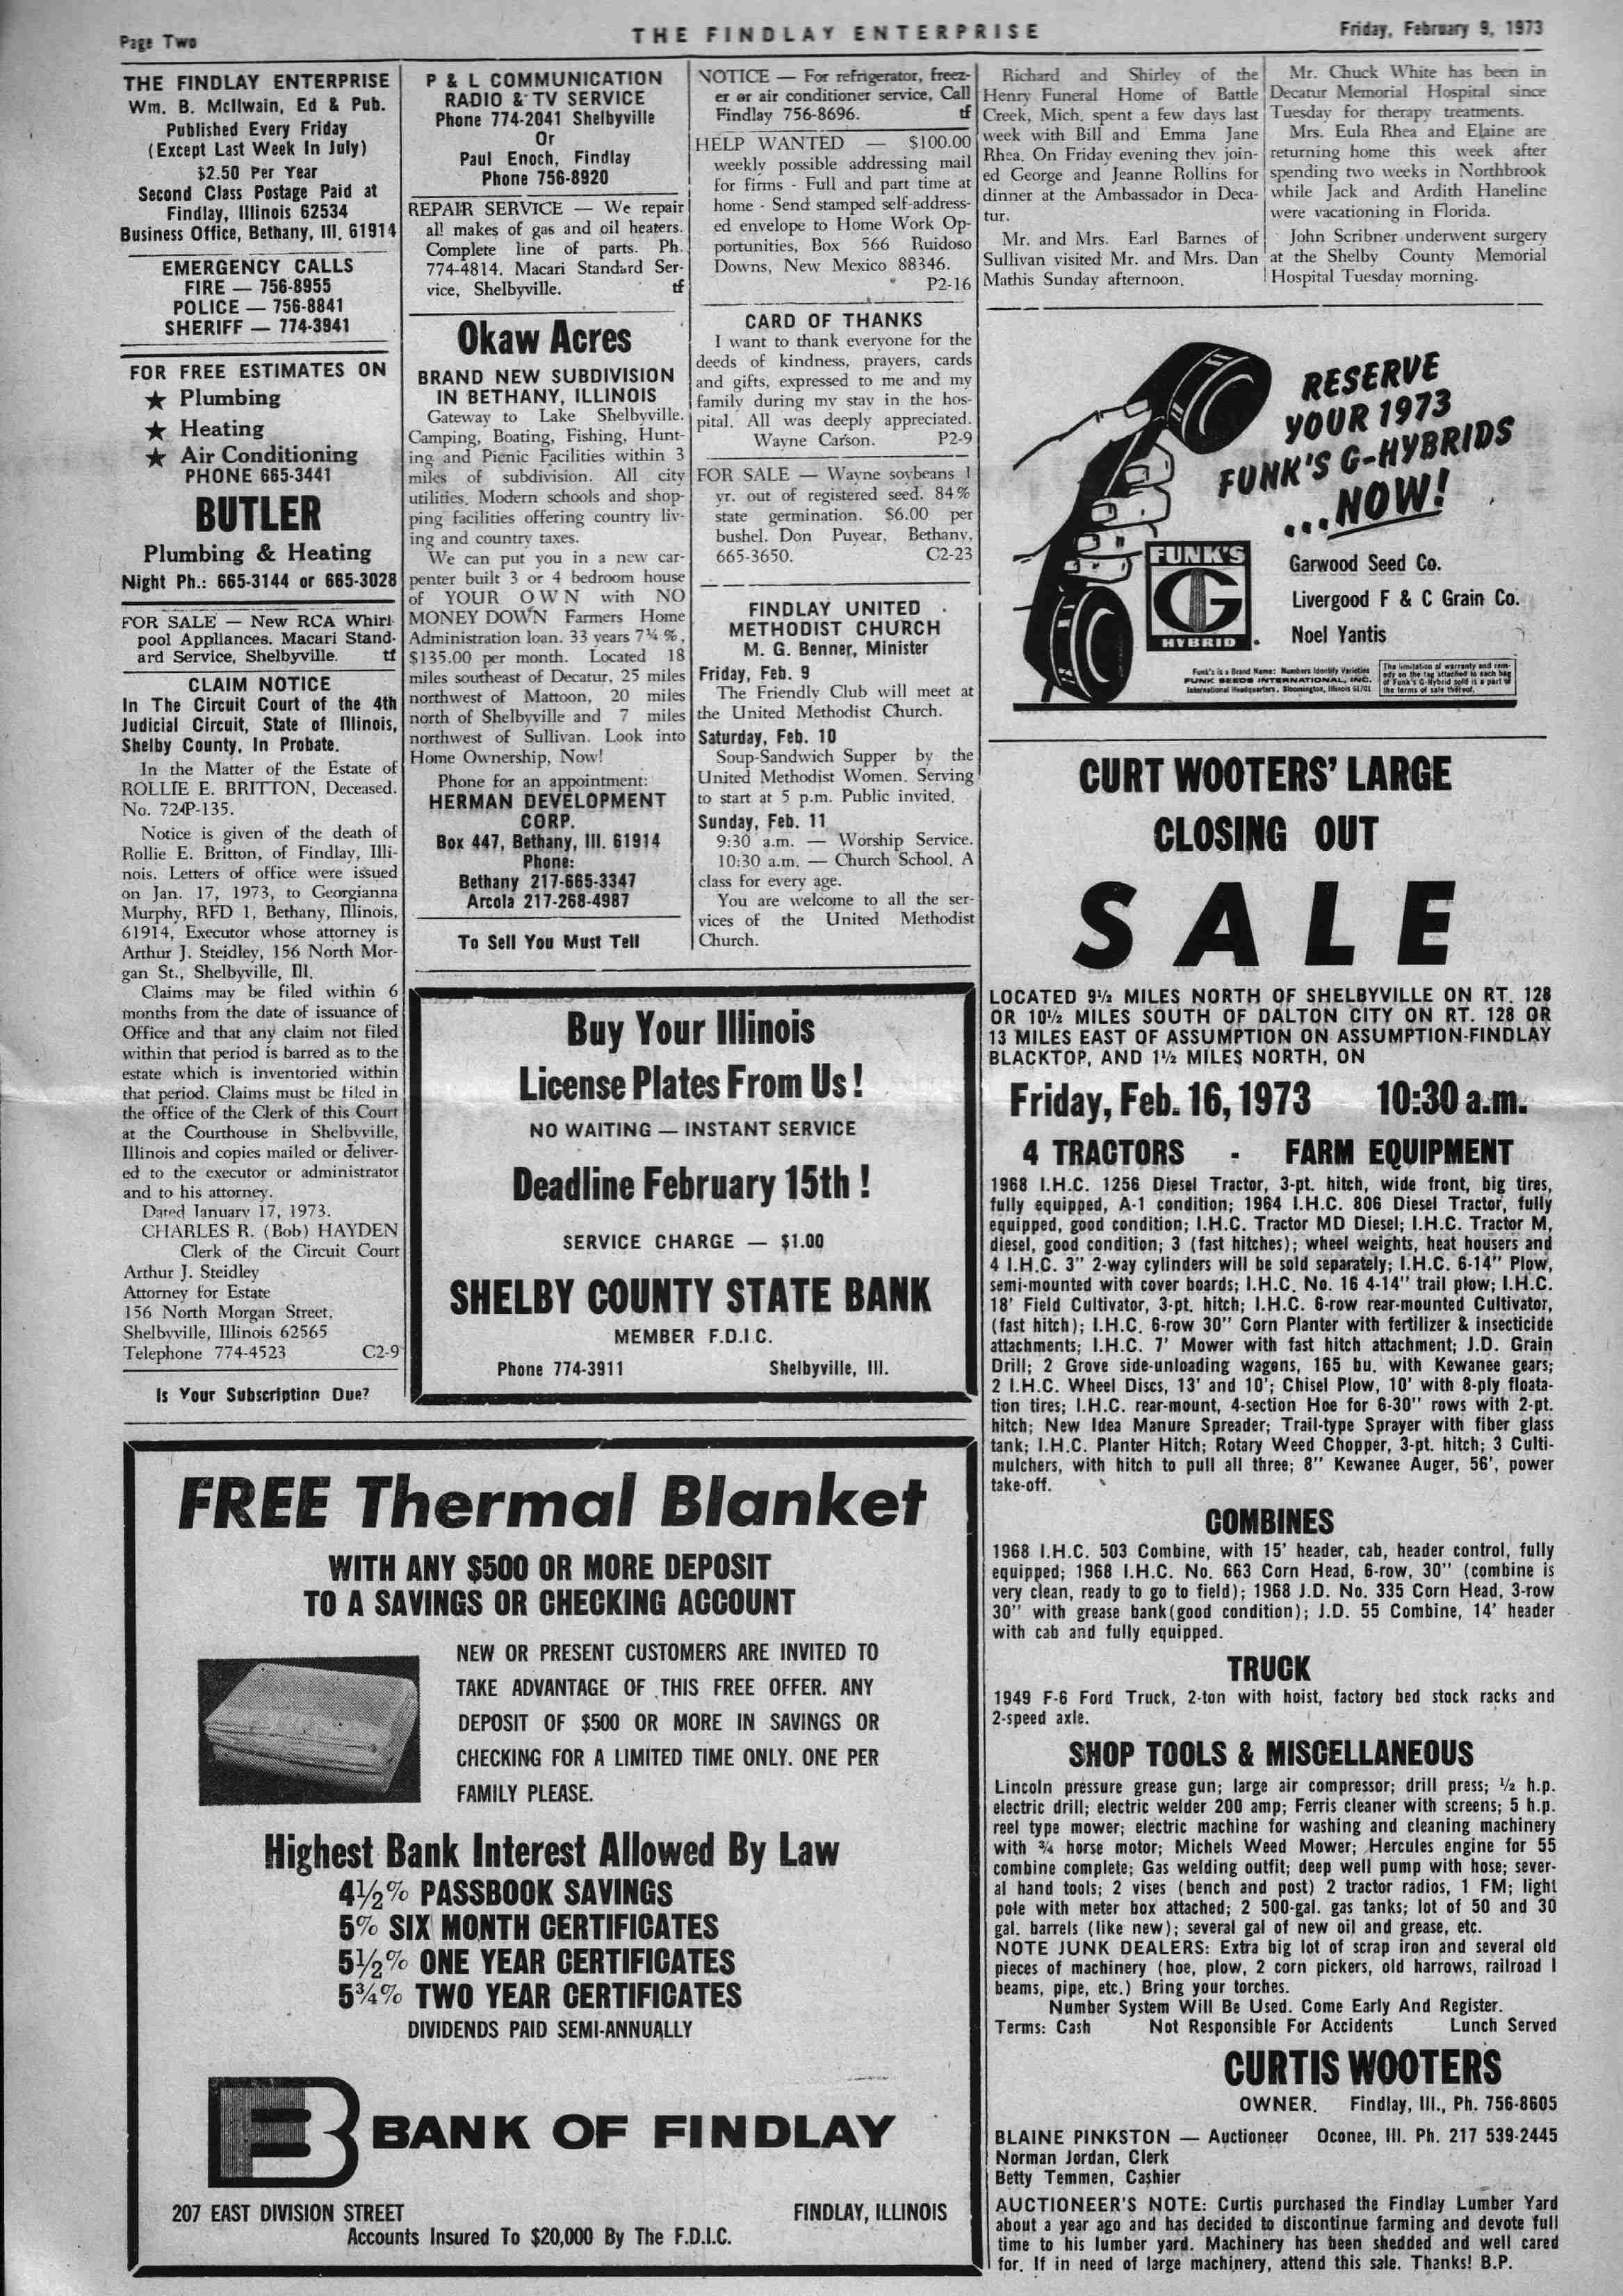 Page Two
THE FINDLAY ENTERPRISE
Friday, February 9, 1973
THE FINDLAY ENTERPRISE
Wm. B. McIlwain, Ed & Pub.
Published Every Friday
(Except Last Week In July)
$2.50 Per Year
Second Class Postage Paid at
Findlay, Illinois 62534
Business Office, Bethany, Ill. 61914
EMERGENCY CALLS
FIRE — 756-8955
POLICE — 756-8841
SHERIFF — 774-3941
FOR FREE ESTIMATES ON
★ Plumbing
★ Heating
★ Air Conditioning
PHONE 665-3441
BUTLER
Plumbing & Heating
Night Ph.: 665-3144 or 665-3028
FOR SALE — New RCA Whirl-
pool Appliances. Macari Stand-
ard Service, Shelbyville. tf
CLAIM NOTICE
In The Circuit Court of the 4th
Judicial Circuit, State of Illinois,
Shelby County, In Probate.
In the Matter of the Estate of
ROLLIE E. BRITTON, Deceased.
No. 724P-135.
Notice is given of the death of
Rollie E. Britton, of Findlay, Illi-
nois. Letters of office were issued
on Jan. 17, 1973, to Georgianna
Murphy, RFD 1, Bethany, Illinois,
61914, Executor whose attorney is
Arthur J. Steidley, 156 North Mor-
gan St., Shelbyville, Ill.
Claims may be filed within 6
months from the date of issuance of
Office and that any claim not filed
within that period is barred as to the
estate which is inventoried within
that period. Claims must be filed in
the office of the Clerk of this Court
at the Courthouse in Shelbyville,
Illinois and copies mailed or deliver-
ed to the executor or administrator
and to his attorney.
Dated January 17, 1973.
CHARLES R. (Bob) HAYDEN
Clerk of the Circuit Court
Arthur J. Steidley
Attorney for Estate
156 North Morgan Street,
Shelbyville, Illinois 62565
Telephone 774-4523 C2-9
Is Your Subscription Due?
P & L COMMUNICATION
RADIO & TV SERVICE
Phone 774-2041 Shelbyville
Or
Paul Enoch, Findlay
Phone 756-8920
REPAIR SERVICE — We repair
all makes of gas and oil heaters.
Complete line of parts. Ph.
774-4814. Macari Standard Ser-
vice, Shelbyville. tf
Okaw Acres
BRAND NEW SUBDIVISION
IN BETHANY, ILLINOIS
Gateway to Lake Shelbyville.
Camping, Boating, Fishing, Hunt-
ing and Picnic Facilities within 3
miles of subdivision. All city
utilities. Modern schools and shop-
ping facilities offering country liv-
ing and country taxes.
We can put you in a new car-
penter built 3 or 4 bedroom house
of YOUR OWN with NO
MONEY DOWN Farmers Home
Administration loan. 33 years 7¼%,
$135.00 per month. Located 18
miles southeast of Decatur, 25 miles
northwest of Mattoon, 20 miles
north of Shelbyville and 7 miles
northwest of Sullivan. Look into
Home Ownership, Now!
Phone for an appointment:
HERMAN DEVELOPMENT
CORP.
Box 447, Bethany, Ill. 61914
Phone:
Bethany 217-665-3347
Arcola 217-268-4987
To Sell You Must Tell
NOTICE — For refrigerator, freez-
er or air conditioner service, Call
Findlay 756-8696. tf
HELP WANTED — $100.00
weekly possible addressing mail
for firms - Full and part time at
home - Send stamped self-address-
ed envelope to Home Work Op-
portunities, Box 566 Ruidoso
Downs, New Mexico 88346.
P2-16
CARD OF THANKS
I want to thank everyone for the
deeds of kindness, prayers, cards
and gifts, expressed to me and my
family during my stay in the hos-
pital. All was deeply appreciated.
Wayne Carson. P2-9
FOR SALE — Wayne soybeans 1
yr. out of registered seed. 84%
state germination. $6.00 per
bushel. Don Puyear, Bethany,
665-3650. C2-23
FINDLAY UNITED
METHODIST CHURCH
M. G. Benner, Minister
Friday, Feb. 9
The Friendly Club will meet at
the United Methodist Church.
Saturday, Feb. 10
Soup-Sandwich Supper by the
United Methodist Women. Serving
to start at 5 p.m. Public invited.
Sunday, Feb. 11
9:30 a.m. — Worship Service.
10:30 a.m. — Church School. A
class for every age.
You are welcome to all the ser-
vices of the United Methodist
Church.
Richard and Shirley of the
Henry Funeral Home of Battle
Creek, Mich. spent a few days last
week with Bill and Emma Jane
Rhea. On Friday evening they join-
ed George and Jeanne Rollins for
dinner at the Ambassador in Deca-
tur.
Mr. and Mrs. Earl Barnes of
Sullivan visited Mr. and Mrs. Dan
Mathis Sunday afternoon.
Mr. Chuck White has been in
Decatur Memorial Hospital since
Tuesday for therapy treatments.
Mrs. Eula Rhea and Elaine are
returning home this week after
spending two weeks in Northbrook
while Jack and Ardith Haneline
were vacationing in Florida.
John Scribner underwent surgery
at the Shelby County Memorial
Hospital Tuesday morning.
RESERVE
YOUR 1973
FUNK'S G-HYBRIDS
...NOW!
FUNK'S
G
HYBRID
Garwood Seed Co.
Livergood F & C Grain Co.
Noel Yantis
Funk's is a Brand Name; Numbers Identify Varieties
FUNK SEEDS INTERNATIONAL, INC.
International Headquarters, Bloomington, Illinois 61701
The limitation of warranty and rem-
edy on the tag attached to each bag
of Funk's G-Hybrid sold is a part of
the terms of sale thereof.
CURT WOOTERS' LARGE
CLOSING OUT
SALE
LOCATED 9½ MILES NORTH OF SHELBYVILLE ON RT. 128
OR 10½ MILES SOUTH OF DALTON CITY ON RT. 128 OR
13 MILES EAST OF ASSUMPTION ON ASSUMPTION-FINDLAY
BLACKTOP, AND 1½ MILES NORTH, ON
Friday, Feb. 16, 1973 10:30 a.m.
4 TRACTORS - FARM EQUIPMENT
1968 I.H.C. 1256 Diesel Tractor, 3-pt. hitch, wide front, big tires,
fully equipped, A-1 condition; 1964 I.H.C. 806 Diesel Tractor, fully
equipped, good condition; I.H.C. Tractor MD Diesel; I.H.C. Tractor M,
diesel, good condition; 3 (fast hitches); wheel weights, heat housers and
4 I.H.C. 3" 2-way cylinders will be sold separately; I.H.C. 6-14" Plow,
semi-mounted with cover boards; I.H.C. No. 16 4-14" trail plow; I.H.C.
18' Field Cultivator, 3-pt. hitch; I.H.C. 6-row rear-mounted Cultivator,
(fast hitch); I.H.C. 6-row 30" Corn Planter with fertilizer & insecticide
attachments; I.H.C. 7' Mower with fast hitch attachment; J.D. Grain
Drill; 2 Grove side-unloading wagons, 165 bu. with Kewanee gears;
2 I.H.C. Wheel Discs, 13' and 10'; Chisel Plow, 10' with 8-ply floata-
tion tires; I.H.C. rear-mount, 4-section Hoe for 6-30" rows with 2-pt.
hitch; New Idea Manure Spreader; Trail-type Sprayer with fiber glass
tank; I.H.C. Planter Hitch; Rotary Weed Chopper, 3-pt. hitch; 3 Culti-
mulchers, with hitch to pull all three; 8" Kewanee Auger, 56', power
take-off.
COMBINES
1968 I.H.C. 503 Combine, with 15' header, cab, header control, fully
equipped; 1968 I.H.C. No. 663 Corn Head, 6-row, 30" (combine is
very clean, ready to go to field); 1968 J.D. No. 335 Corn Head, 3-row
30" with grease bank(good condition); J.D. 55 Combine, 14' header
with cab and fully equipped.
TRUCK
1949 F-6 Ford Truck, 2-ton with hoist, factory bed stock racks and
2-speed axle.
SHOP TOOLS & MISCELLANEOUS
Lincoln pressure grease gun; large air compressor; drill press; ½ h.p.
electric drill; electric welder 200 amp; Ferris cleaner with screens; 5 h.p.
reel type mower; electric machine for washing and cleaning machinery
with ¾ horse motor; Michels Weed Mower; Hercules engine for 55
combine complete; Gas welding outfit; deep well pump with hose; sever-
al hand tools; 2 vises (bench and post) 2 tractor radios, 1 FM; light
pole with meter box attached; 2 500-gal. gas tanks; lot of 50 and 30
gal. barrels (like new); several gal of new oil and grease, etc.
NOTE JUNK DEALERS: Extra big lot of scrap iron and several old
pieces of machinery (hoe, plow, 2 corn pickers, old harrows, railroad I
beams, pipe, etc.) Bring your torches.
Number System Will Be Used. Come Early And Register.
Terms: Cash Not Responsible For Accidents Lunch Served
CURTIS WOOTERS
OWNER. Findlay, Ill., Ph. 756-8605
BLAINE PINKSTON — Auctioneer Oconee, Ill. Ph. 217 539-2445
Norman Jordan, Clerk
Betty Temmen, Cashier
AUCTIONEER'S NOTE: Curtis purchased the Findlay Lumber Yard
about a year ago and has decided to discontinue farming and devote full
time to his lumber yard. Machinery has been shedded and well cared
for. If in need of large machinery, attend this sale. Thanks! B.P.
Buy Your Illinois
License Plates From Us!
NO WAITING — INSTANT SERVICE
Deadline February 15th!
SERVICE CHARGE — $1.00
SHELBY COUNTY STATE BANK
MEMBER F.D.I.C.
Phone 774-3911 Shelbyville, Ill.
FREE Thermal Blanket
WITH ANY $500 OR MORE DEPOSIT
TO A SAVINGS OR CHECKING ACCOUNT
NEW OR PRESENT CUSTOMERS ARE INVITED TO
TAKE ADVANTAGE OF THIS FREE OFFER. ANY
DEPOSIT OF $500 OR MORE IN SAVINGS OR
CHECKING FOR A LIMITED TIME ONLY. ONE PER
FAMILY PLEASE.
Highest Bank Interest Allowed By Law
4½% PASSBOOK SAVINGS
5% SIX MONTH CERTIFICATES
5½% ONE YEAR CERTIFICATES
5¾% TWO YEAR CERTIFICATES
DIVIDENDS PAID SEMI-ANNUALLY
BANK OF FINDLAY
207 EAST DIVISION STREET FINDLAY, ILLINOIS
Accounts Insured To $20,000 By The F.D.I.C.